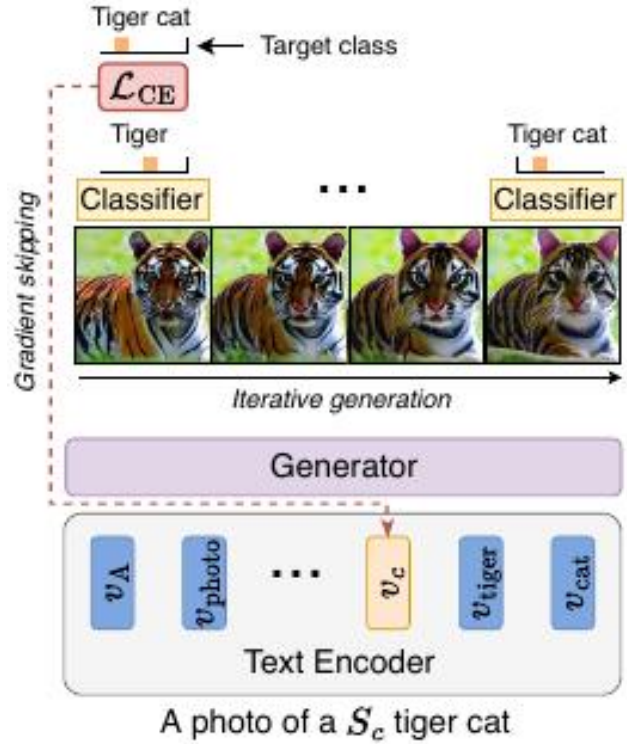 Tiger cat
Target class
𝓛CE
Tiger
Tiger cat
...
Classifier
Classifier
Gradient skipping
Iterative generation
Generator
vA
vphoto
...
vc
vtiger
vcat
Text Encoder
A photo of a Sc tiger cat